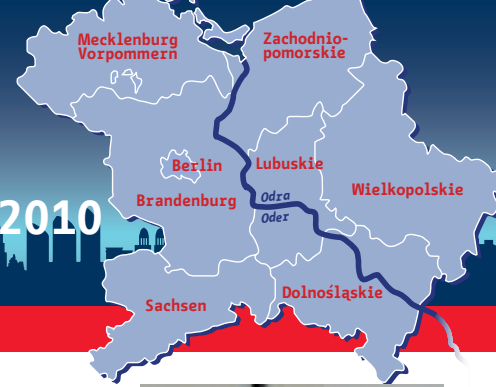 Mecklenburg
Vorpommern
Zachodnio-
pomorskie
Berlin
Lubuskie
Brandenburg
Wielkopolskie
Odra
Oder
2010
Sachsen
Dolnośląskie